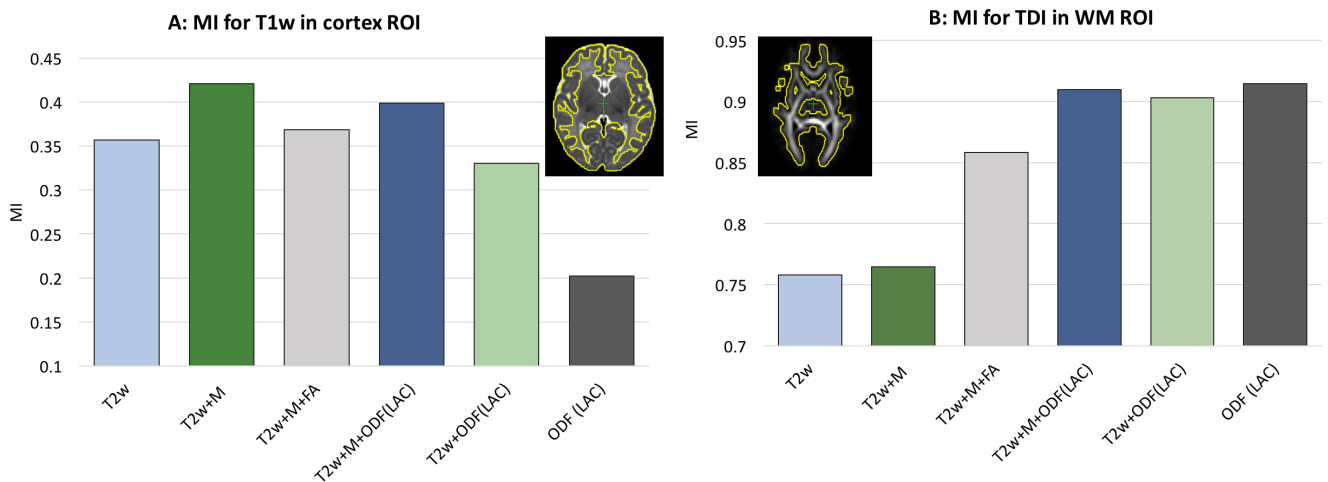 A: MI for T1w in cortex ROI
MI
0.45
0.4
0.35
0.3
0.25
0.2
0.15
0.1
T2w
T2w+M
T2w+M+FA
T2w+M+ODF(LAC)
T2w+ODF(LAC)
ODF (LAC)
B: MI for TDI in WM ROI
MI
0.95
0.9
0.85
0.8
0.75
0.7
T2w
T2w+M
T2w+M+FA
T2w+M+ODF(LAC)
T2w+ODF(LAC)
ODF (LAC)